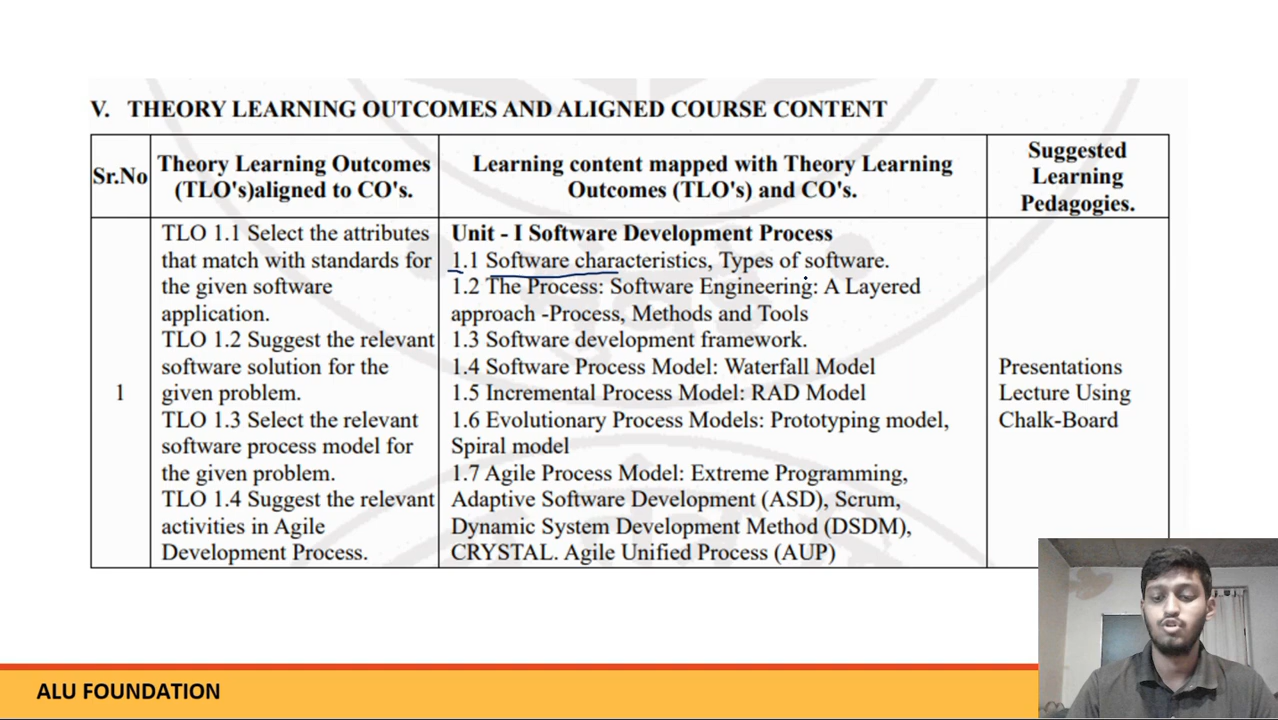 V. THEORY LEARNING OUTCOMES AND ALIGNED COURSE CONTENT
Sr.No
Theory Learning Outcomes
(TLO's)aligned to CO's.
Learning content mapped with Theory Learning
Outcomes (TLO's) and CO's.
Suggested
Learning
Pedagogies.
1
TLO 1.1 Select the attributes
that match with standards for
the given software
application.
TLO 1.2 Suggest the relevant
software solution for the
given problem.
TLO 1.3 Select the relevant
software process model for
the given problem.
TLO 1.4 Suggest the relevant
activities in Agile
Development Process.
Unit - I Software Development Process
1.1 Software characteristics, Types of software.
1.2 The Process: Software Engineering: A Layered
approach -Process, Methods and Tools
1.3 Software development framework.
1.4 Software Process Model: Waterfall Model
1.5 Incremental Process Model: RAD Model
1.6 Evolutionary Process Models: Prototyping model,
Spiral model
1.7 Agile Process Model: Extreme Programming,
Adaptive Software Development (ASD), Scrum,
Dynamic System Development Method (DSDM),
CRYSTAL. Agile Unified Process (AUP)
Presentations
Lecture Using
Chalk-Board
ALU FOUNDATION